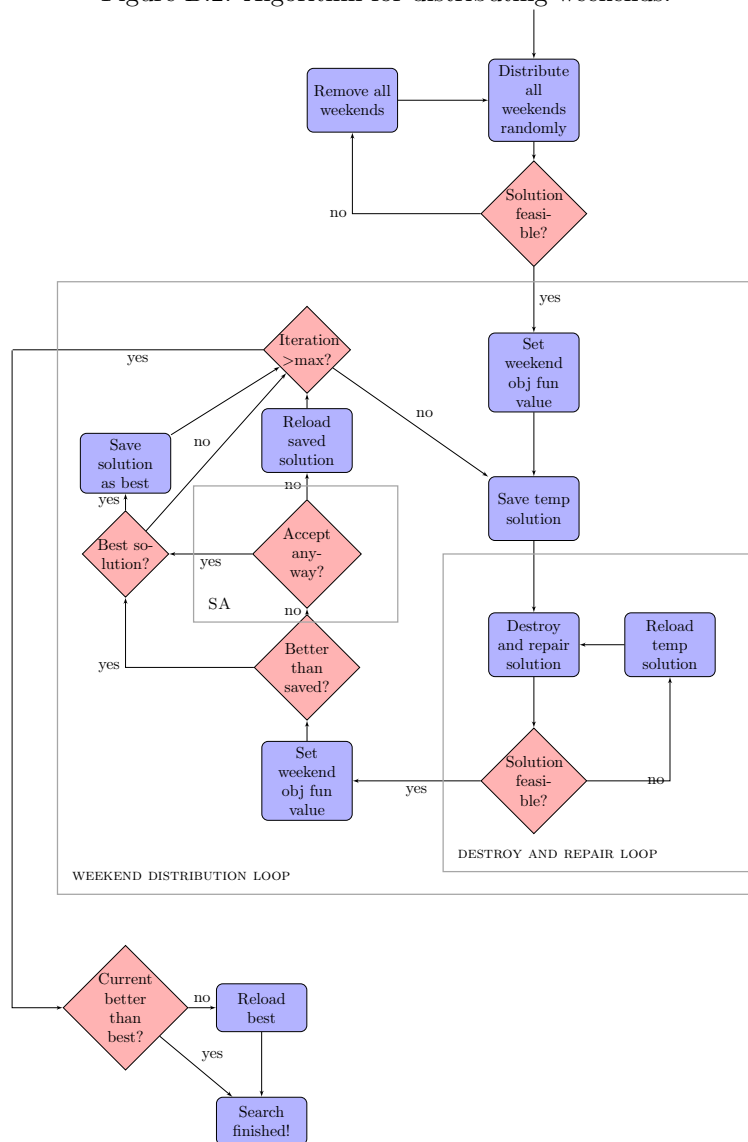 Figure B.2: Algorithm for distributing weekends.
Remove all
weekends
Distribute
all
weekends
randomly
Solution
feasi-
ble?
no
yes
Iteration
>max?
yes
Set
weekend
obj fun
value
no
no
Save
solution
as best
Reload
saved
solution
Save temp
solution
yes
no
Best so-
lution?
yes
Accept
any-
way?
SA
no
Better
than
saved?
yes
Destroy
and repair
solution
Reload
temp
solution
Set
weekend
obj fun
value
yes
Solution
feasi-
ble?
no
DESTROY AND REPAIR LOOP
WEEKEND DISTRIBUTION LOOP
Current
better
than
best?
no
Reload
best
yes
Search
finished!